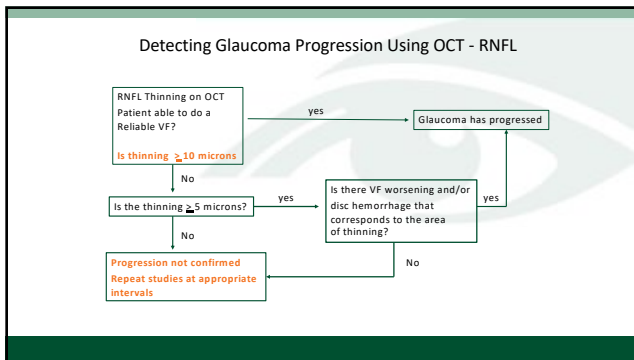 Detecting Glaucoma Progression Using OCT - RNFL
RNFL Thinning on OCT
Patient able to do a
Reliable VF?
Is thinning ≥ 10 microns
yes
Glaucoma has progressed
No
Is the thinning ≥ 5 microns?
yes
Is there VF worsening and/or
disc hemorrhage that
corresponds to the area
of thinning?
yes
No
No
Progression not confirmed
Repeat studies at appropriate
intervals